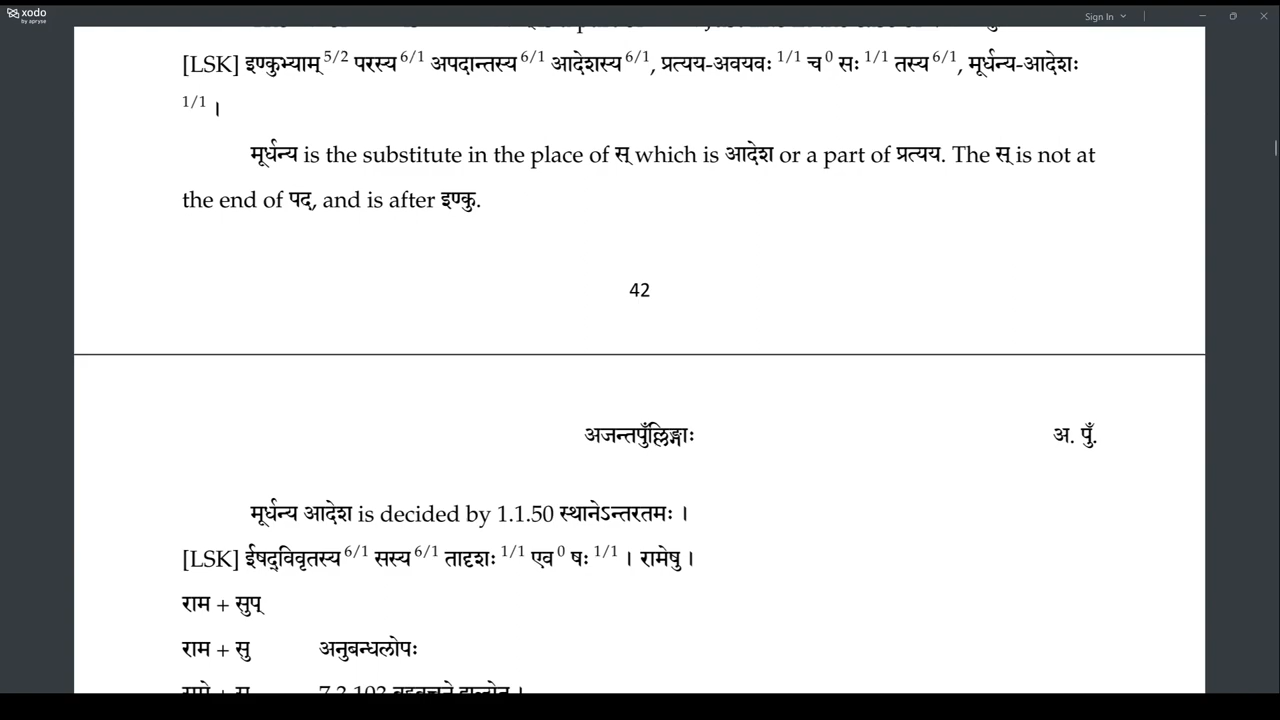 xodo
by apryse
Sign In
[LSK] इण्कुभ्याम् 5/2 परस्य 6/1 अपदान्तस्य 6/1 आदेशस्य 6/1, प्रत्यय-अवयवः 1/1 च 0 सः 1/1 तस्य 6/1, मूर्धन्य-आदेशः
1/1 ।
मूर्धन्य is the substitute in the place of स् which is आदेश or a part of प्रत्यय. The स् is not at
the end of पद, and is after इण्कु.
42
अजन्तपुँल्लिङ्गाः
अ. पुँ.
मूर्धन्य आदेश is decided by 1.1.50 स्थानेऽन्तरतमः ।
[LSK] ईषद्विवृतस्य 6/1 सस्य 6/1 तादृशः 1/1 एव 0 षः 1/1 । रामेषु ।
राम + सुप्
राम + सु अनुबन्धलोपः